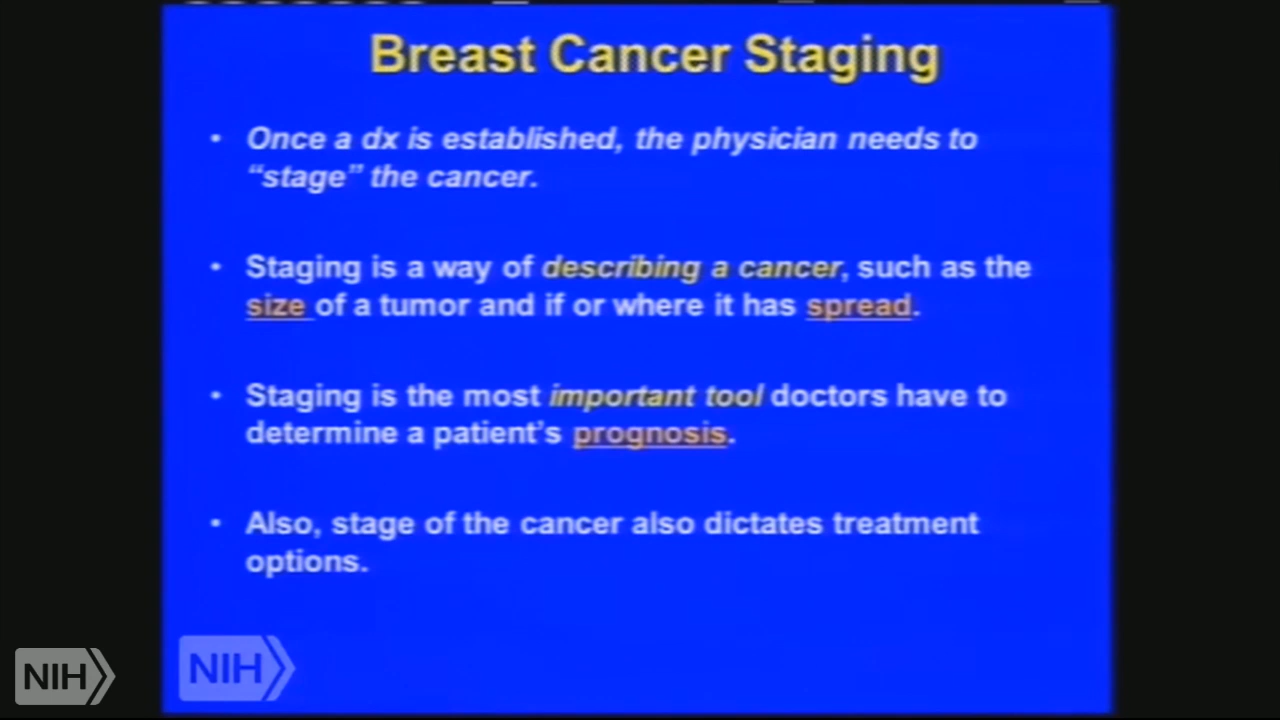 Breast Cancer Staging
• Once a dx is established, the physician needs to
“stage” the cancer.
• Staging is a way of describing a cancer, such as the
size of a tumor and if or where it has spread.
• Staging is the most important tool doctors have to
determine a patient’s prognosis.
• Also, stage of the cancer also dictates treatment
options.
NIH
NIH